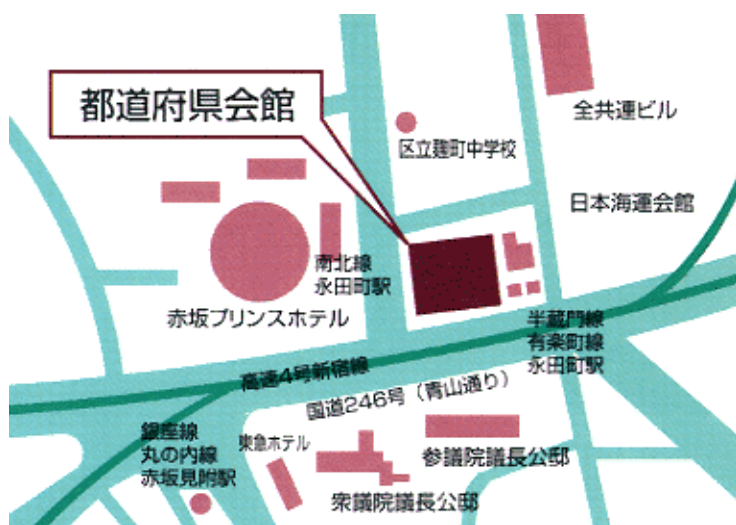 全共連ビル
都道府県会館
区立麹町中学校
日本海運会館
南北線
永田町駅
赤坂プリンスホテル
半蔵門線
有楽町線
永田町駅
高速4号新宿線
国道246号（青山通り）
銀座線
丸の内線
赤坂見附駅
東急ホテル
参議院議長公邸
衆議院議長公邸